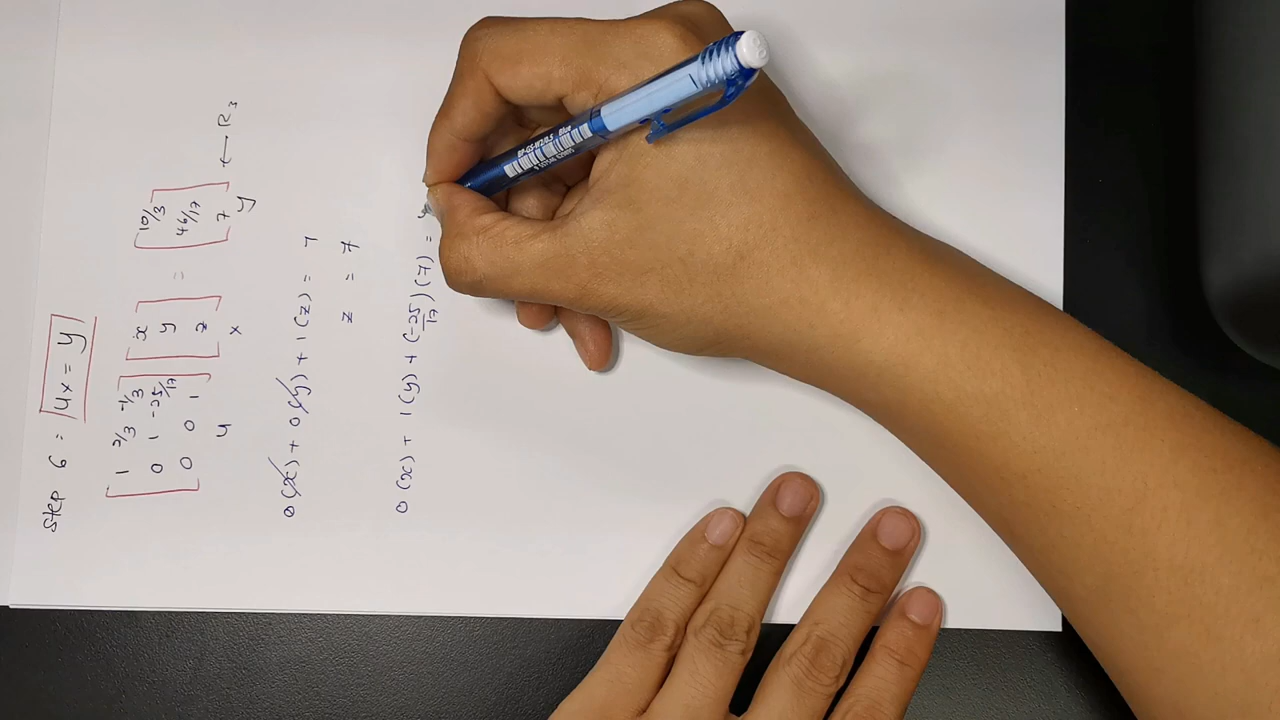 Step 6 = Ux = y
1 2/3 -1/3 x 10/3
0 1 -25/17 y = 46/17
0 0 1 z 7 ← R3
U x y
0(x) + 0(y) + 1(z) = 7
z = 7
0(x) + 1(y) + (-25/17)(7) =
Blue